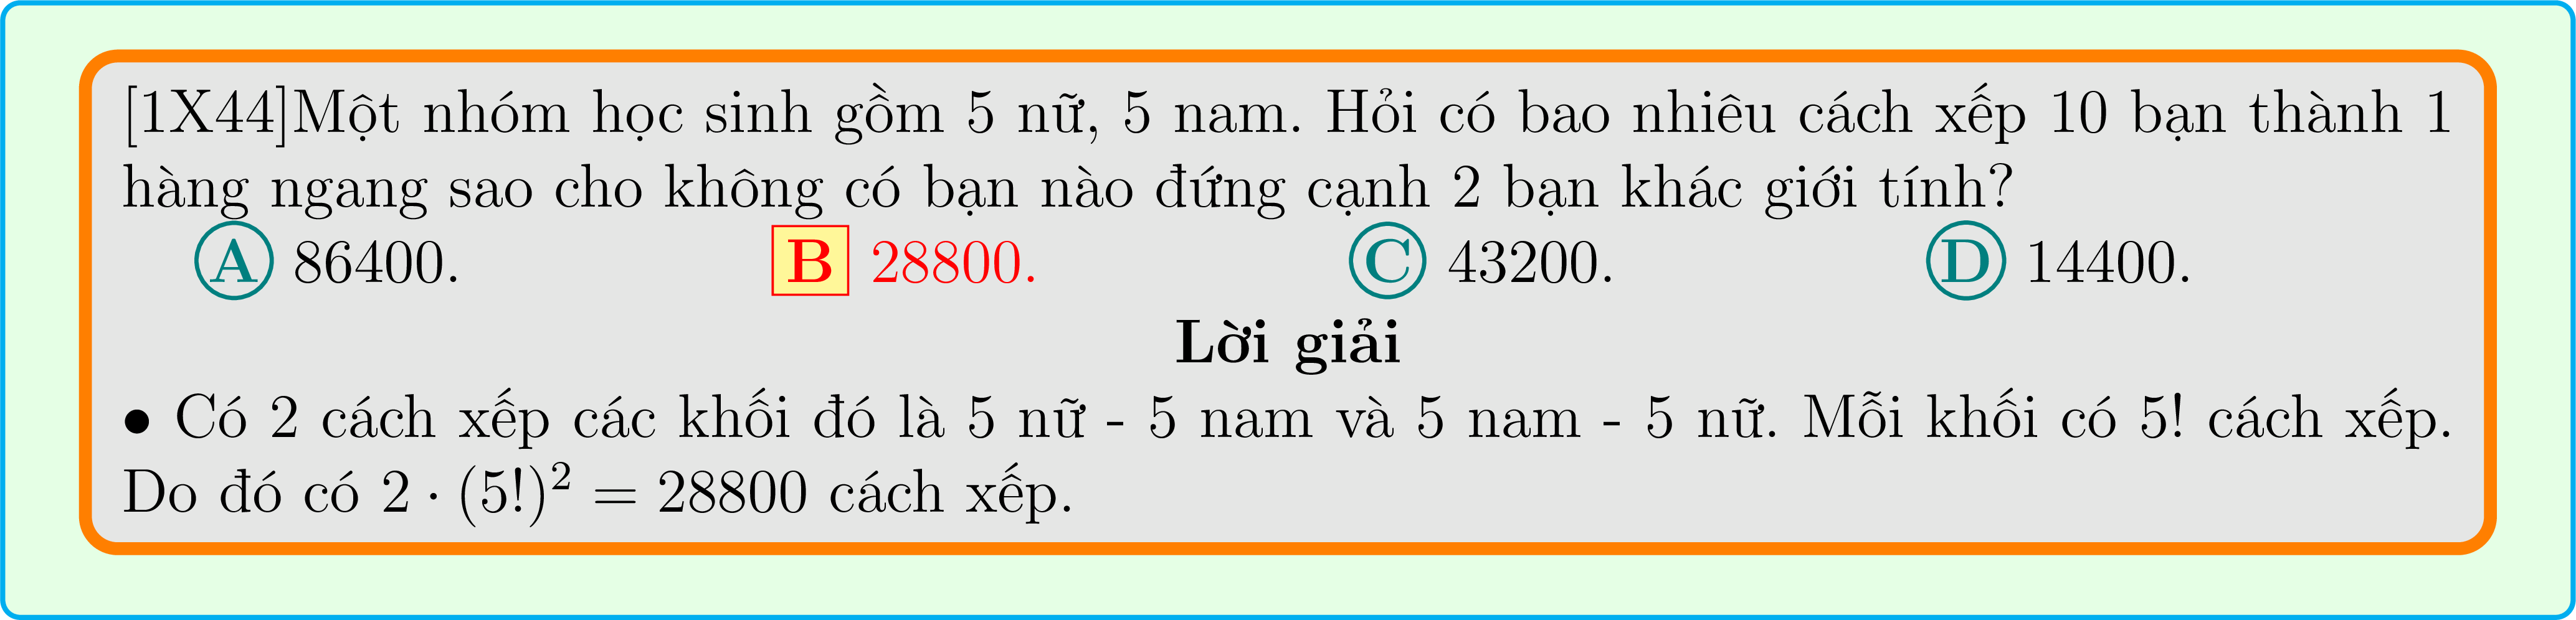 [1X44]Một nhóm học sinh gồm 5 nữ, 5 nam. Hỏi có bao nhiêu cách xếp 10 bạn thành 1
hàng ngang sao cho không có bạn nào đứng cạnh 2 bạn khác giới tính?
A 86400. B 28800. C 43200. D 14400.
Lời giải
• Có 2 cách xếp các khối đó là 5 nữ - 5 nam và 5 nam - 5 nữ. Mỗi khối có 5! cách xếp.
Do đó có 2 · (5!)² = 28800 cách xếp.